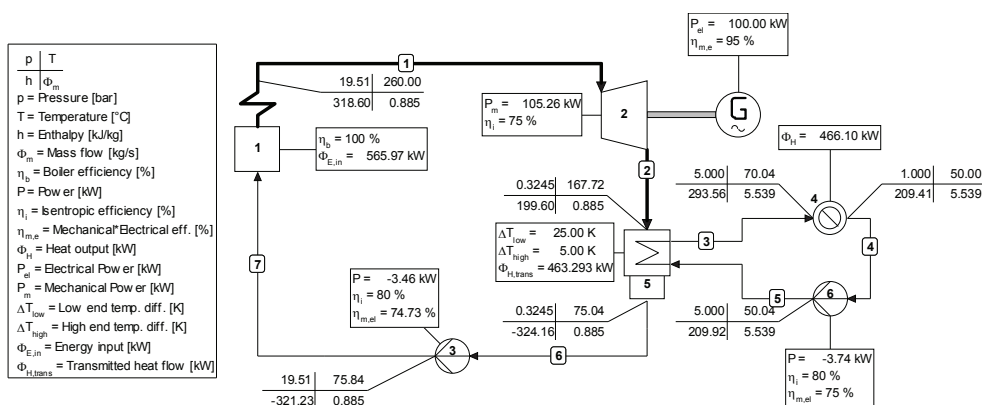 p | T
h | Φm
p = Pressure [bar]
T = Temperature [°C]
h = Enthalpy [kJ/kg]
Φm = Mass flow [kg/s]
ηb = Boiler efficiency [%]
P = Power [kW]
ηi = Isentropic efficiency [%]
ηm,e = Mechanical*Electrical eff. [%]
ΦH = Heat output [kW]
Pel = Electrical Power [kW]
Pm = Mechanical Power [kW]
ΔTlow = Low end temp. diff. [K]
ΔThigh = High end temp. diff. [K]
ΦE,in = Energy input [kW]
ΦH,trans = Transmitted heat flow [kW]
1
19.51 | 260.00
318.60 | 0.885
1
ηb = 100 %
ΦE,in = 565.97 kW
Pm = 105.26 kW
ηi = 75 %
2
Pel = 100.00 kW
ηm,e = 95 %
G
~
2
0.3245 | 167.72
199.60 | 0.885
ΔTlow = 25.00 K
ΔThigh = 5.00 K
ΦH,trans = 463.293 kW
5
3
ΦH = 466.10 kW
5.000 | 70.04
293.56 | 5.539
4
1.000 | 50.00
209.41 | 5.539
4
5
6
5.000 | 50.04
209.92 | 5.539
P = -3.74 kW
ηi = 80 %
ηm,el = 75 %
0.3245 | 75.04
-324.16 | 0.885
6
P = -3.46 kW
ηi = 80 %
ηm,el = 74.73 %
3
7
19.51 | 75.84
-321.23 | 0.885